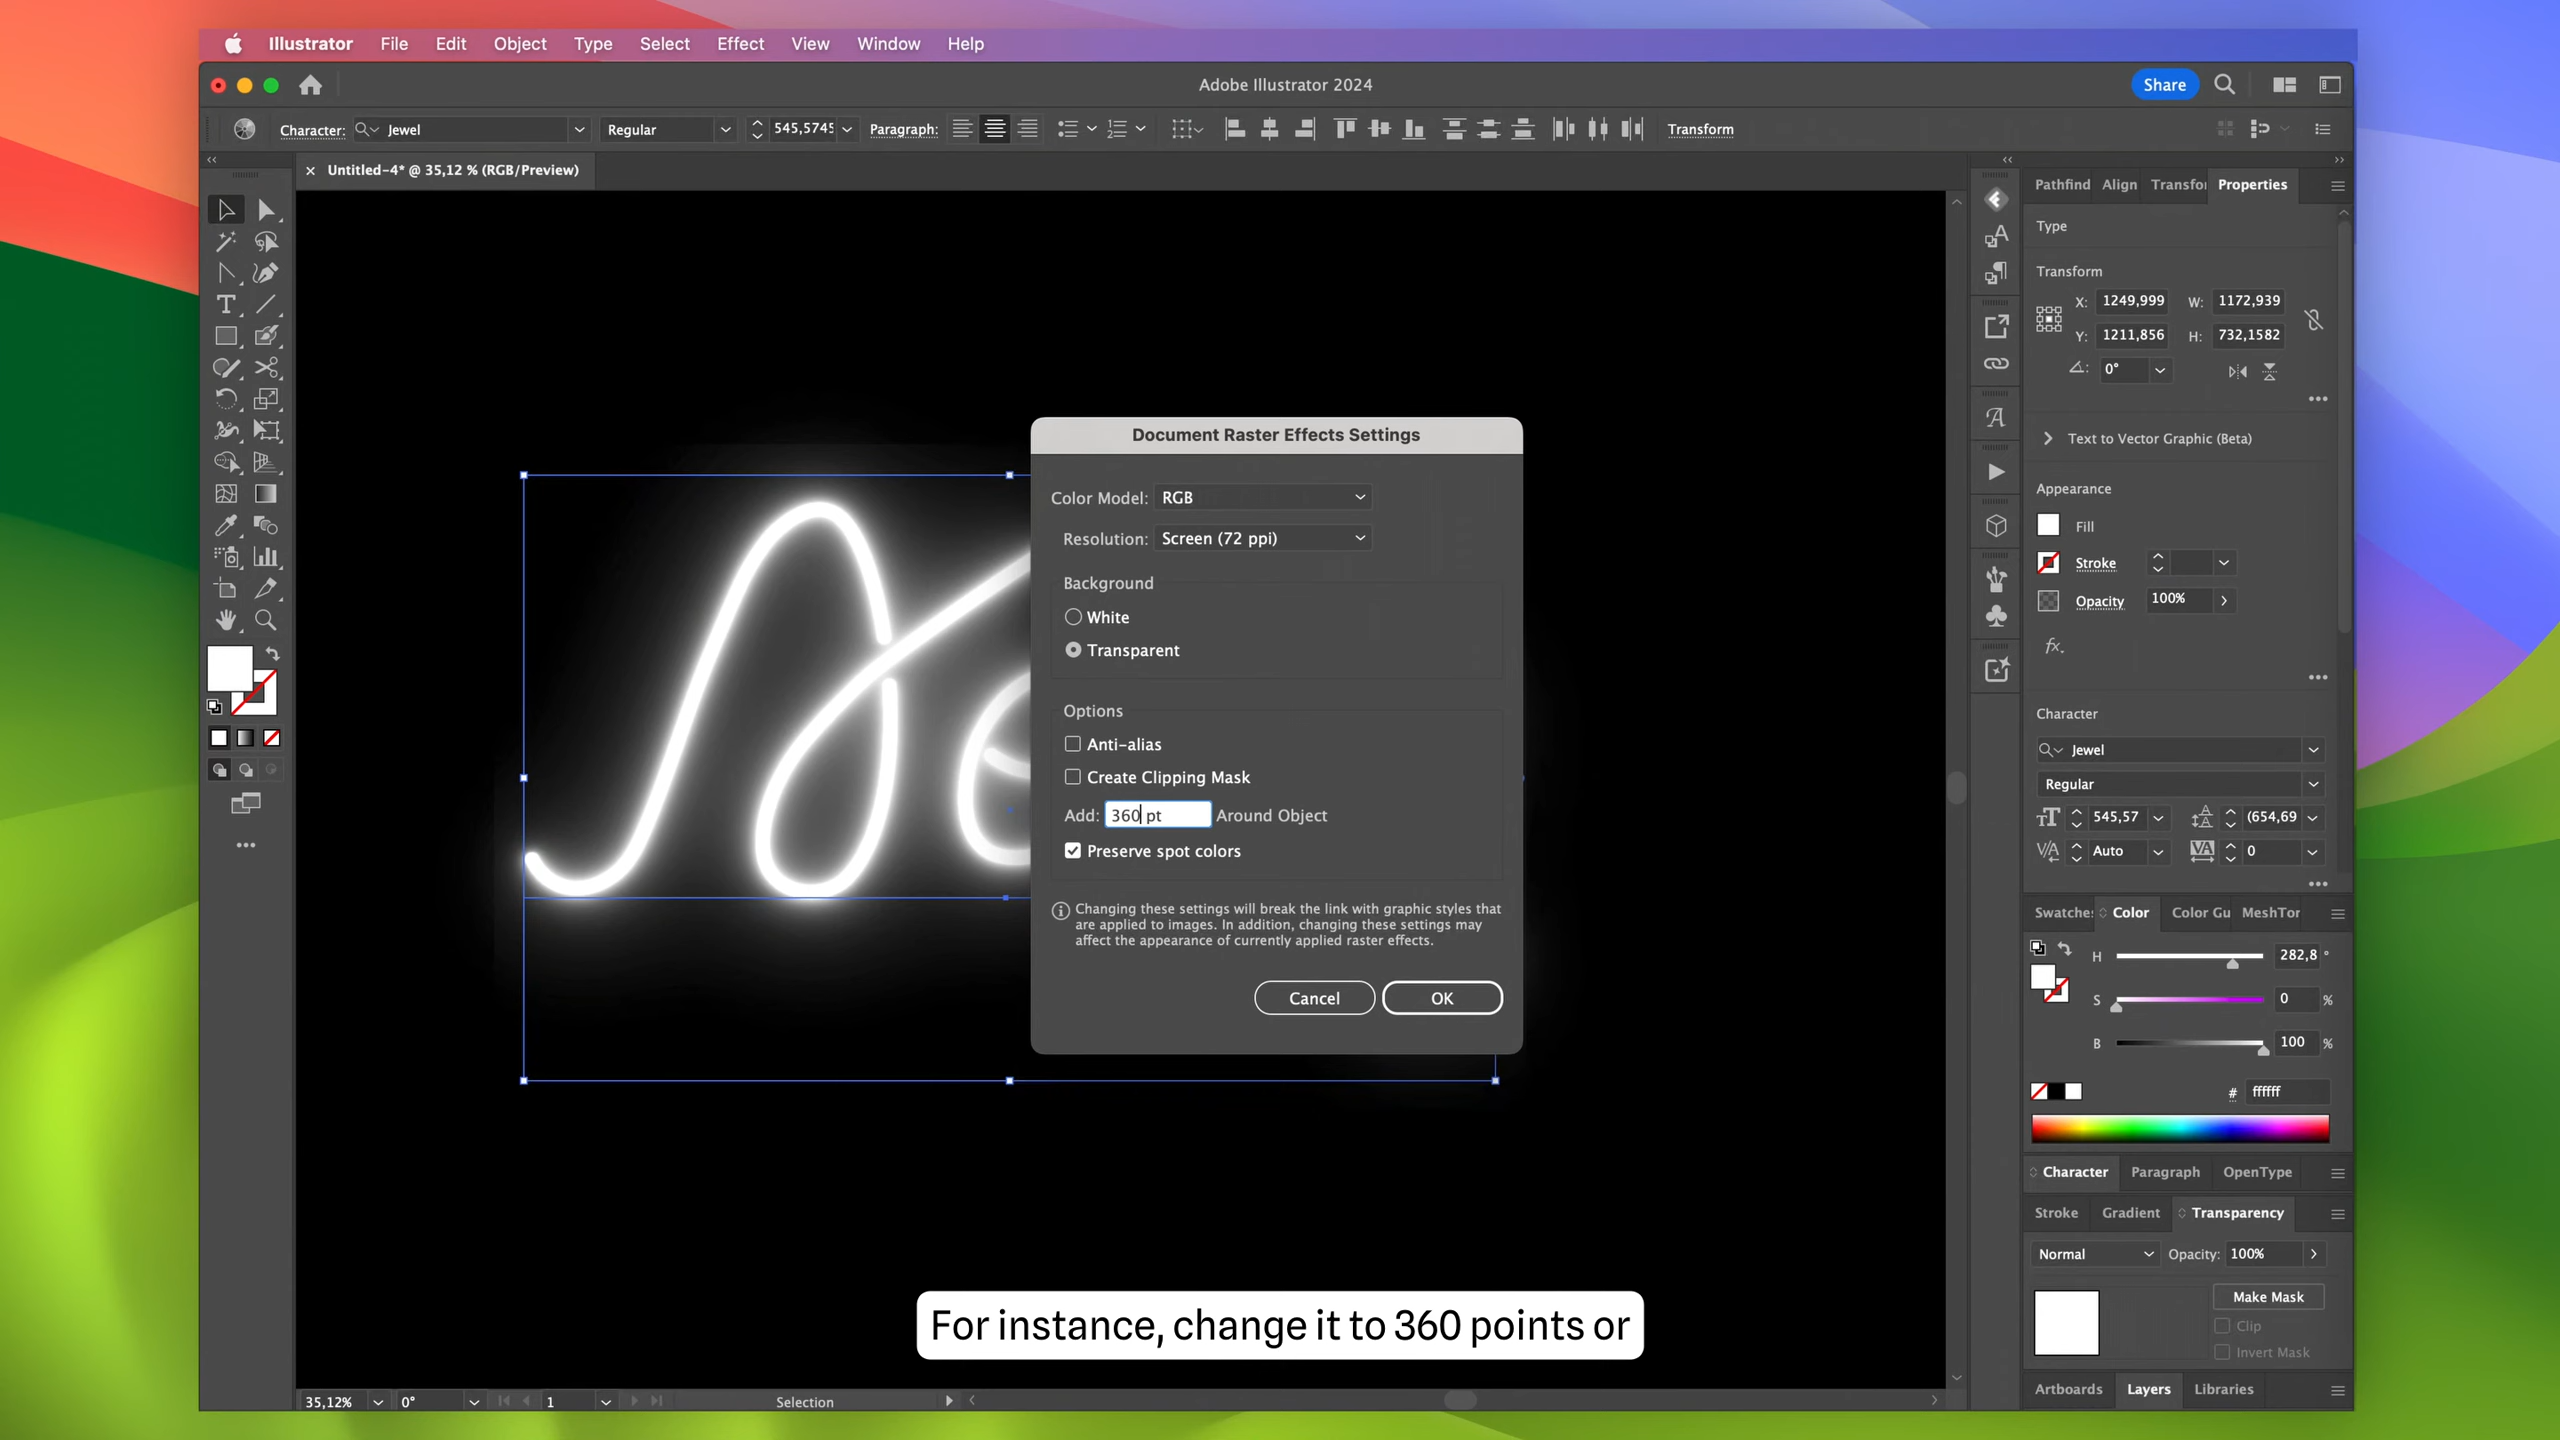 Illustrator File Edit Object Type Select Effect View Window Help
Adobe Illustrator 2024
Share
Character: Jewel Regular 545,5745 Paragraph: Transform
Untitled-4* @ 35,12 % (RGB/Preview)
Pathfind Align Transfor Properties
Type
Transform
X: 1249,999 W: 1172,939
Y: 1211,856 H: 732,1582
0°
Text to Vector Graphic (Beta)
Appearance
Fill
Stroke
Opacity 100%
fx.
Character
Jewel
Regular
545,57 (654,69
Auto 0
Swatches Color Color Gu MeshTor
H 282,8 °
S 0 %
B 100 %
# ffffff
Character Paragraph OpenType
Stroke Gradient Transparency
Normal Opacity: 100%
Make Mask
Clip
Invert Mask
Artboards Layers Libraries
Document Raster Effects Settings
Color Model: RGB
Resolution: Screen (72 ppi)
Background
White
Transparent
Options
Anti-alias
Create Clipping Mask
Add: 360 pt Around Object
Preserve spot colors
Changing these settings will break the link with graphic styles that
are applied to images. In addition, changing these settings may
affect the appearance of currently applied raster effects.
Cancel OK
For instance, change it to 360 points or
35,12% 0° 1 Selection